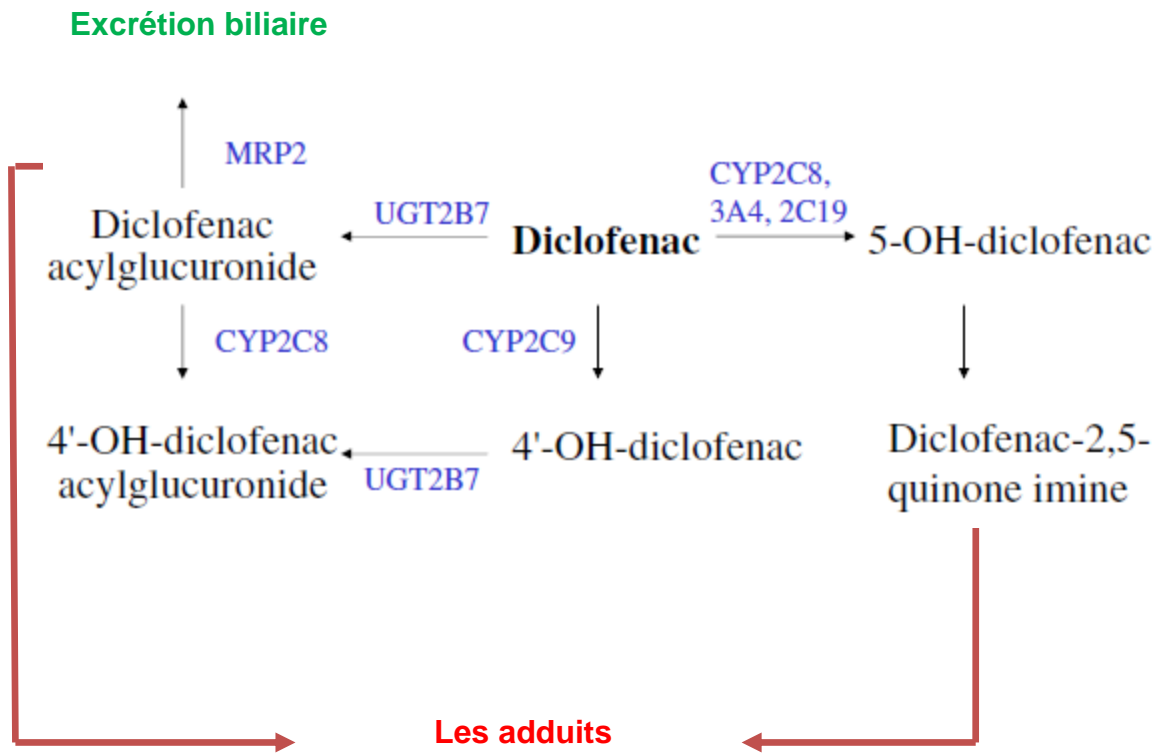 Excrétion biliaire
MRP2
CYP2C8,
3A4, 2C19
UGT2B7
Diclofenac
acylglucuronide
Diclofenac
5-OH-diclofenac
CYP2C8
CYP2C9
4'-OH-diclofenac
acylglucuronide
UGT2B7
4'-OH-diclofenac
Diclofenac-2,5-
quinone imine
Les adduits